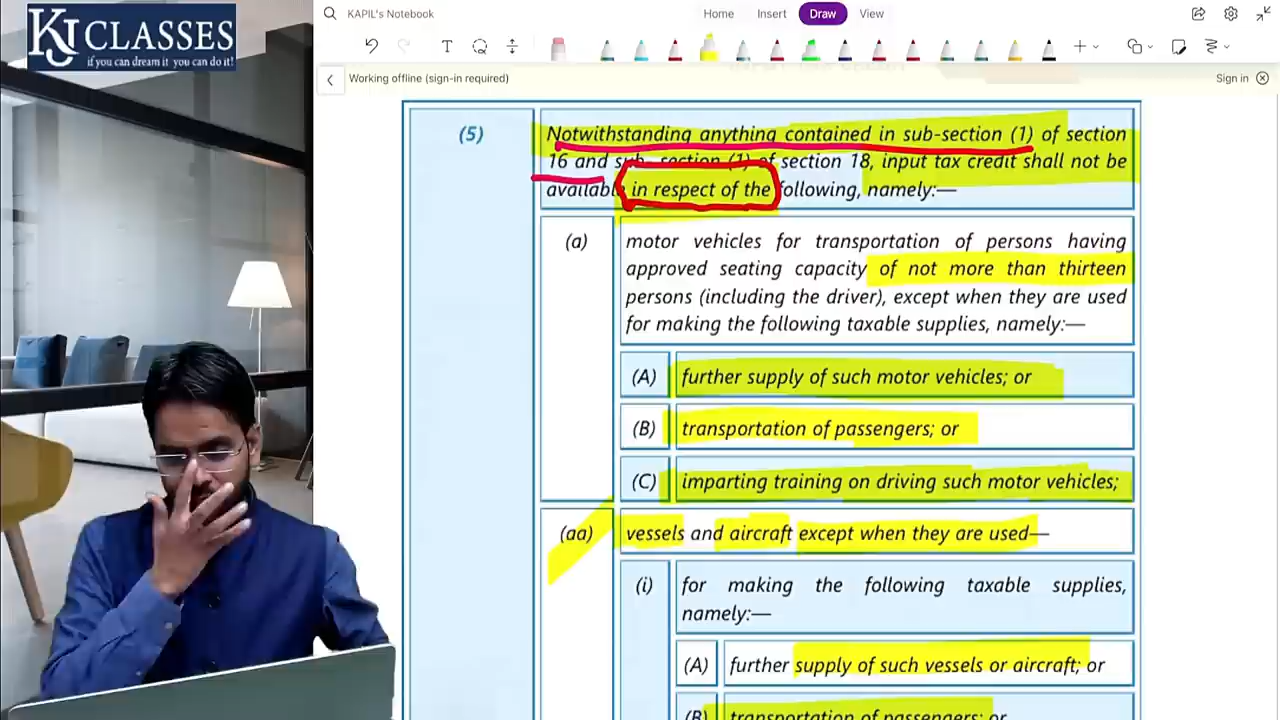 KJ CLASSES
if you can dream it you can do it!
KAPIL's Notebook
Home Insert Draw View
Working offline (sign-in required)
Sign in
(5)
Notwithstanding anything contained in sub-section (1) of section
16 and sub- section (1) of section 18, input tax credit shall not be
available in respect of the following, namely:—
(a)
motor vehicles for transportation of persons having
approved seating capacity of not more than thirteen
persons (including the driver), except when they are used
for making the following taxable supplies, namely:—
(A) further supply of such motor vehicles; or
(B) transportation of passengers; or
(C) imparting training on driving such motor vehicles;
(aa) vessels and aircraft except when they are used—
(i) for making the following taxable supplies,
namely:—
(A) further supply of such vessels or aircraft; or
(B) transportation of passengers; or